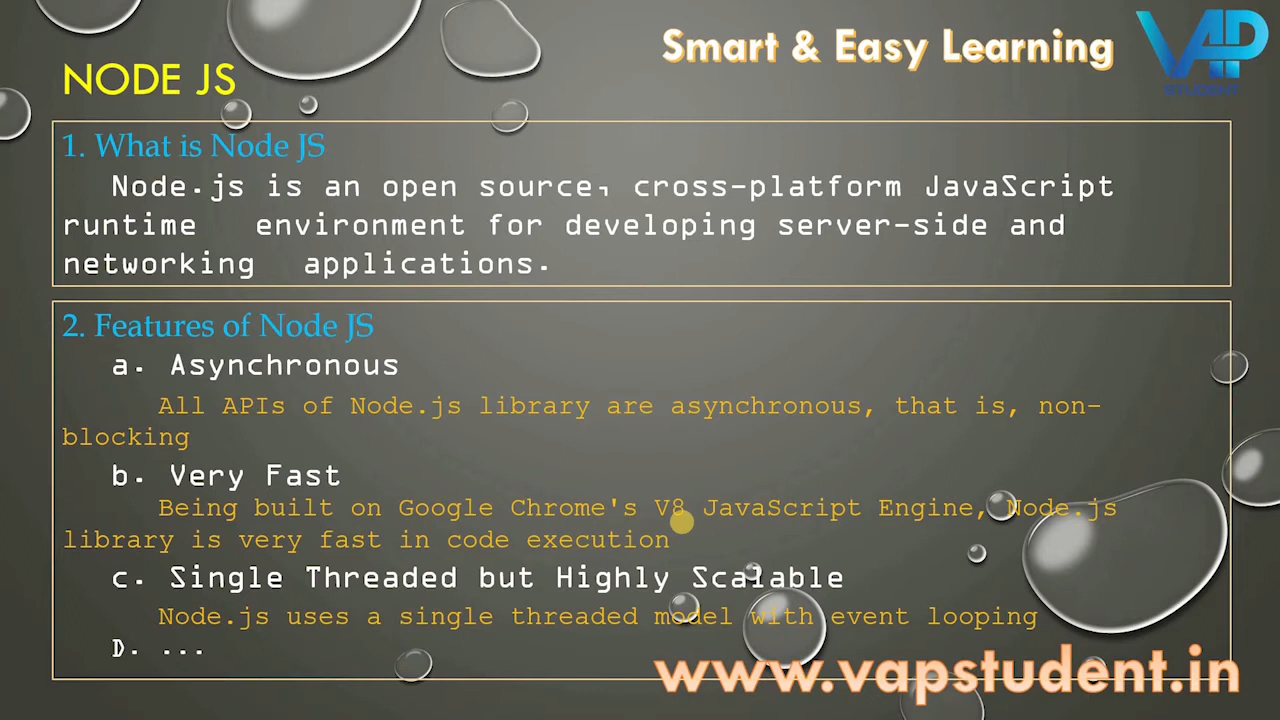 Smart & Easy Learning
VAP
STUDENT
NODE JS
1. What is Node JS
Node.js is an open source, cross-platform JavaScript
runtime environment for developing server-side and
networking applications.
2. Features of Node JS
a. Asynchronous
All APIs of Node.js library are asynchronous, that is, non-
blocking
b. Very Fast
Being built on Google Chrome's V8 JavaScript Engine, Node.js
library is very fast in code execution
c. Single Threaded but Highly Scalable
Node.js uses a single threaded model with event looping
D. ...
www.vapstudent.in